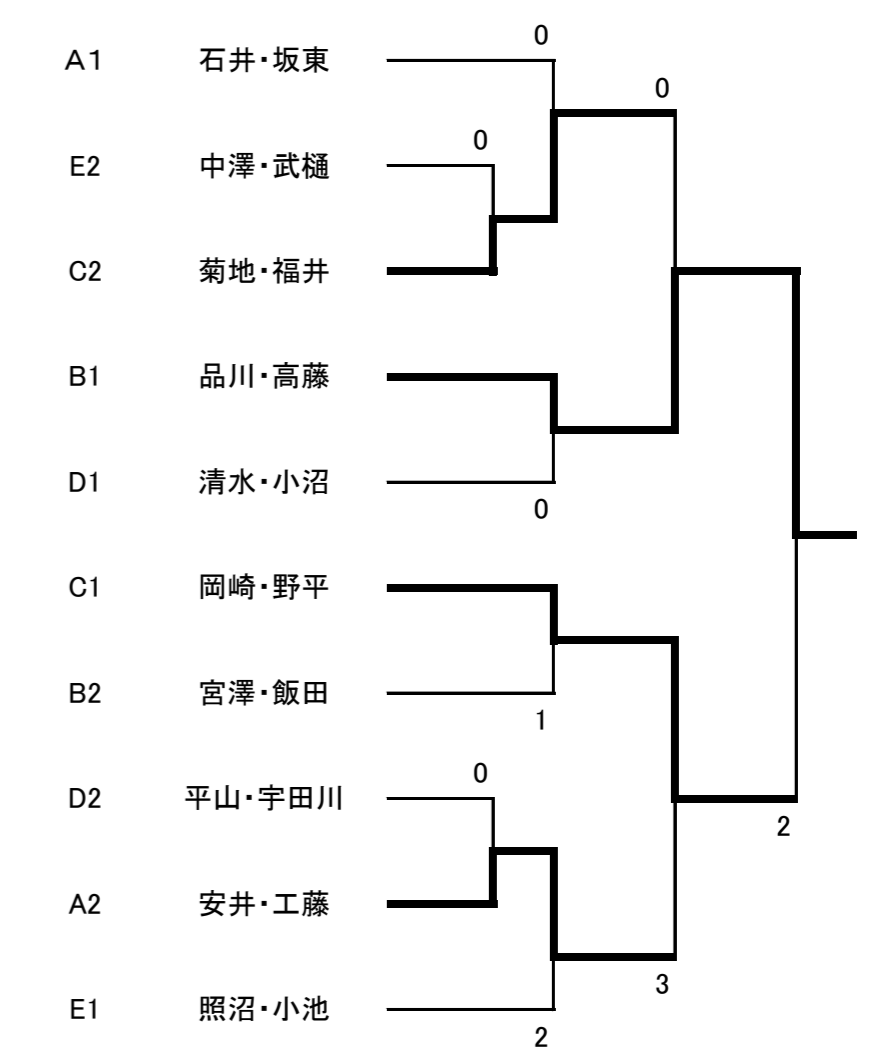 0
A1 石井・坂東
0
0
E2 中澤・武樋
C2 菊地・福井
B1 品川・高藤
D1 清水・小沼
0
C1 岡崎・野平
B2 宮澤・飯田
1
0
D2 平山・宇田川
2
A2 安井・工藤
3
E1 照沼・小池
2